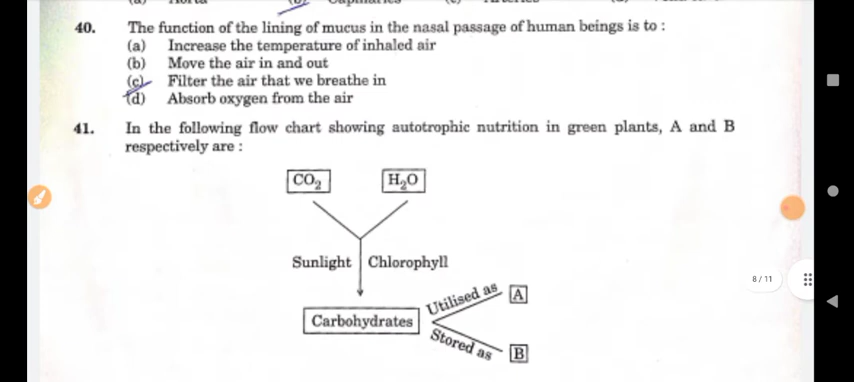 40. The function of the lining of mucus in the nasal passage of human beings is to :
(a) Increase the temperature of inhaled air
(b) Move the air in and out
(c) Filter the air that we breathe in
(d) Absorb oxygen from the air
41. In the following flow chart showing autotrophic nutrition in green plants, A and B
respectively are :
CO₂ H₂O
Sunlight Chlorophyll
Utilised as A
Carbohydrates
Stored as B
8 / 11